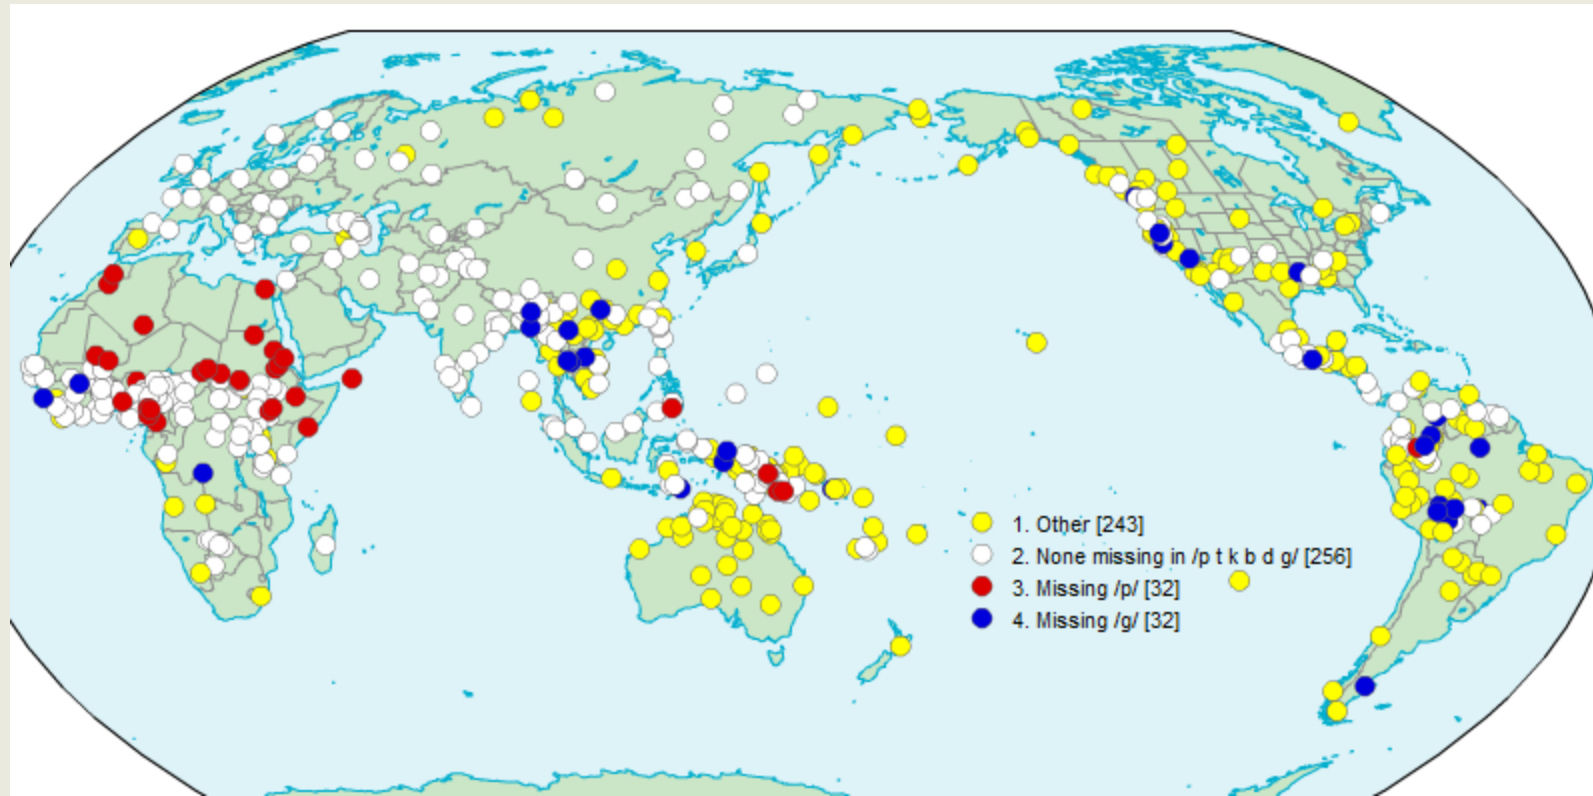 1. Other [243]
2. None missing in /p t k b d g/ [256]
3. Missing /p/ [32]
4. Missing /g/ [32]